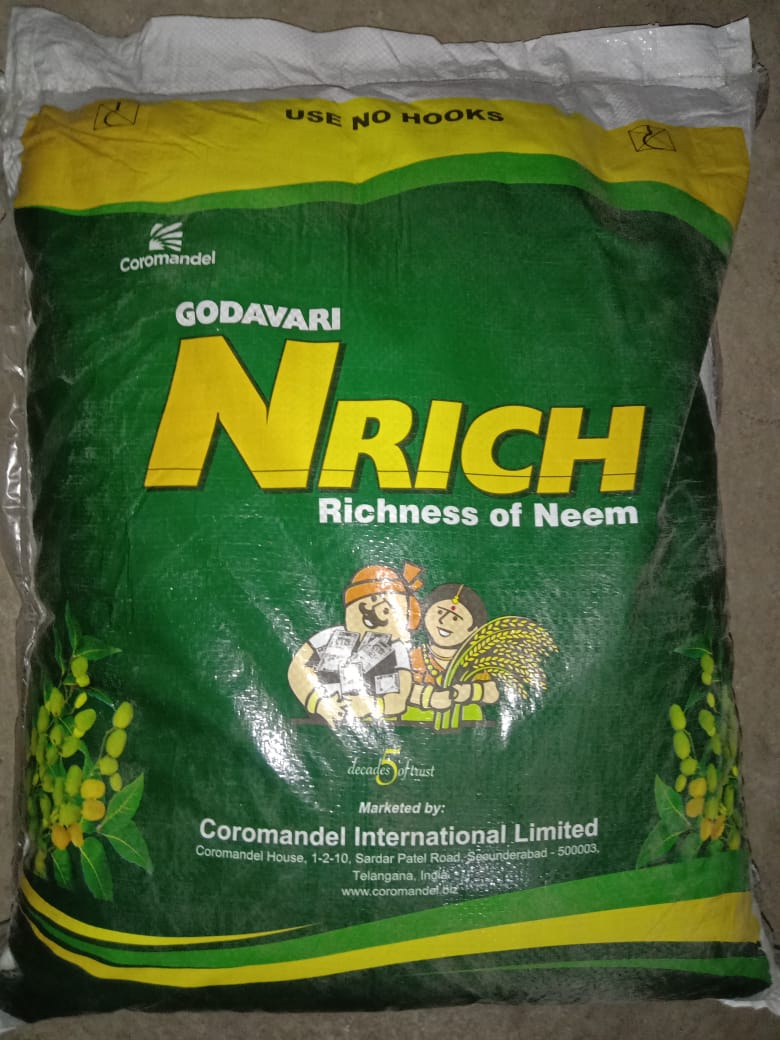 USE NO HOOKS
Coromandel
GODAVARI
NRICH
Richness of Neem
5
decades of trust
Marketed by:
Coromandel International Limited
Coromandel House, 1-2-10, Sardar Patel Road, Secunderabad - 500003,
Telangana, India
www.coromandel.biz